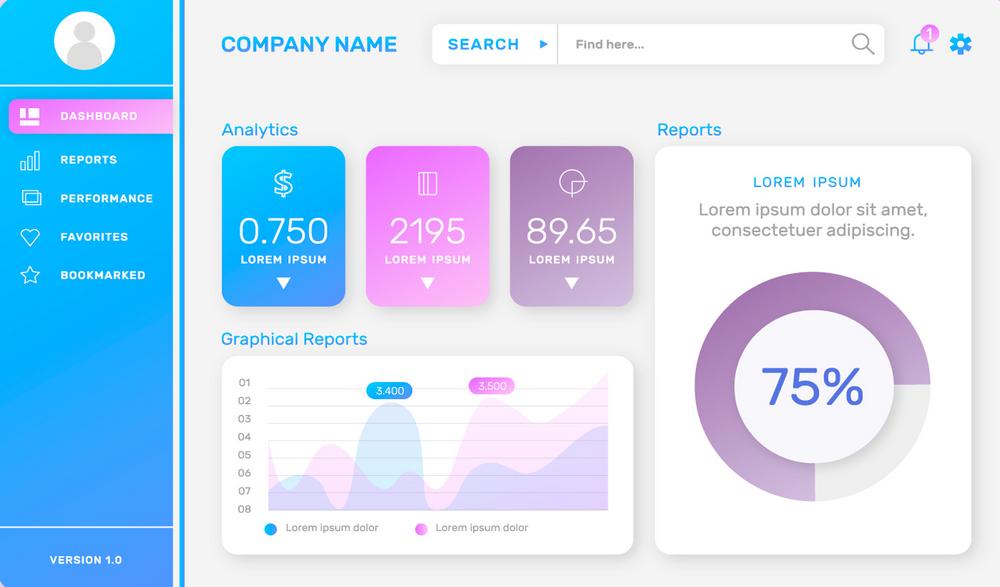 COMPANY NAME
SEARCH
Find here...
1
DASHBOARD
REPORTS
PERFORMANCE
FAVORITES
BOOKMARKED
VERSION 1.0
Analytics
$
0.750
LOREM IPSUM
2195
LOREM IPSUM
89.65
LOREM IPSUM
Graphical Reports
01
02
03
04
05
06
07
08
3.400
3.500
Lorem ipsum dolor
Lorem ipsum dolor
Reports
LOREM IPSUM
Lorem ipsum dolor sit amet,
consectetuer adipiscing.
75%